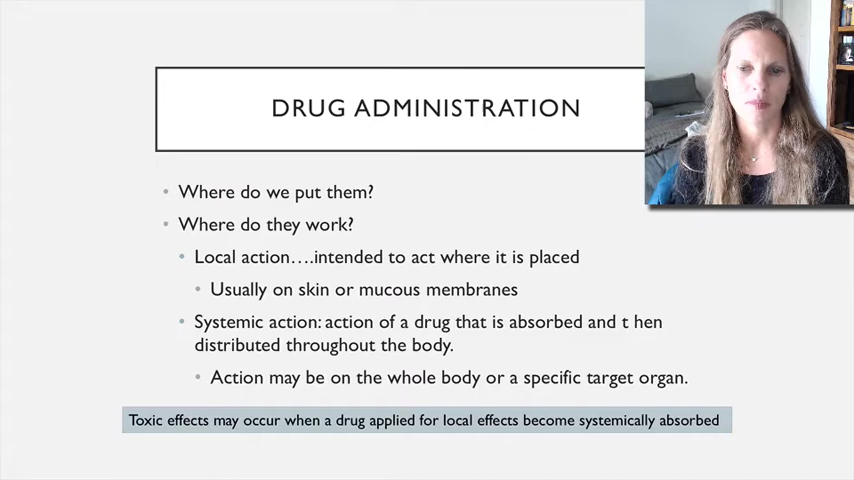 DRUG ADMINISTRATION
• Where do we put them?
• Where do they work?
• Local action....intended to act where it is placed
• Usually on skin or mucous membranes
• Systemic action: action of a drug that is absorbed and t hen
distributed throughout the body.
• Action may be on the whole body or a specific target organ.
Toxic effects may occur when a drug applied for local effects become systemically absorbed